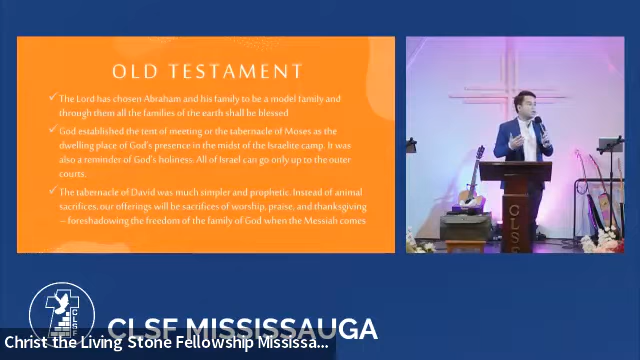 OLD TESTAMENT
The Lord has chosen Abraham and his family to be a model family and
through them all the families of the earth shall be blessed
God established the tent of meeting or the tabernacle of Moses as the
dwelling place of God's presence in the midst of the Israelite camp. It was
also a reminder of God's holiness: All of Israel can go only up to the outer
courts.
The tabernacle of David was much simpler and prophetic. Instead of animal
sacrifices, our offerings will be sacrifices of worship, praise, and thanksgiving
– foreshadowing the freedom of the family of God when the Messiah comes
CLSF
CLSF
CLSF MISSISSAUGA
Christ the Living Stone Fellowship Mississa...